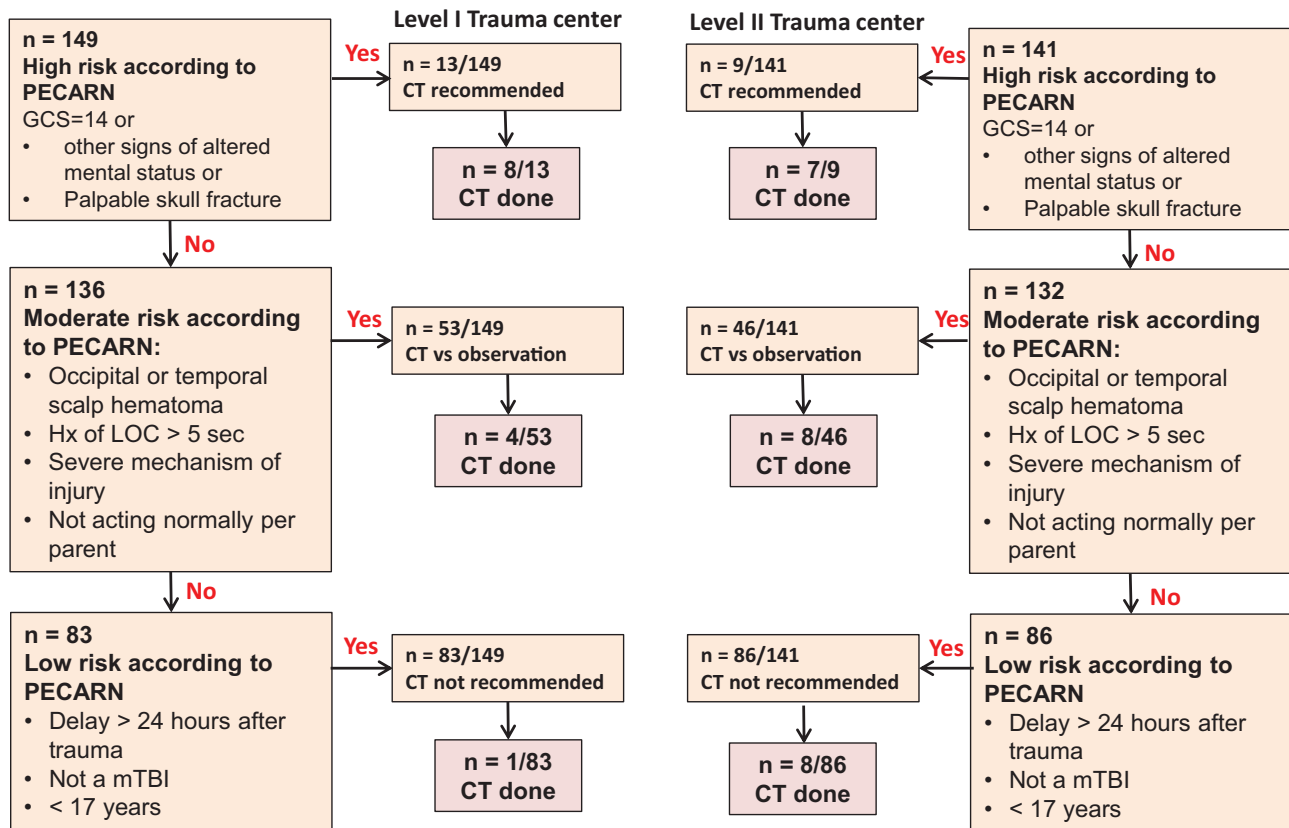 Level I Trauma center
n = 149
High risk according to
PECARN
GCS=14 or
• other signs of altered
mental status or
• Palpable skull fracture
Yes
n = 13/149
CT recommended
n = 8/13
CT done
No
n = 136
Moderate risk according
to PECARN:
• Occipital or temporal
scalp hematoma
• Hx of LOC > 5 sec
• Severe mechanism of
injury
• Not acting normally per
parent
Yes
n = 53/149
CT vs observation
n = 4/53
CT done
No
n = 83
Low risk according to
PECARN
• Delay > 24 hours after
trauma
• Not a mTBI
• < 17 years
Yes
n = 83/149
CT not recommended
n = 1/83
CT done
Level II Trauma center
n = 141
High risk according to
PECARN
GCS=14 or
• other signs of altered
mental status or
• Palpable skull fracture
Yes
n = 9/141
CT recommended
n = 7/9
CT done
No
n = 132
Moderate risk according
to PECARN:
• Occipital or temporal
scalp hematoma
• Hx of LOC > 5 sec
• Severe mechanism of
injury
• Not acting normally per
parent
Yes
n = 46/141
CT vs observation
n = 8/46
CT done
No
n = 86
Low risk according to
PECARN
• Delay > 24 hours after
trauma
• Not a mTBI
• < 17 years
Yes
n = 86/141
CT not recommended
n = 8/86
CT done